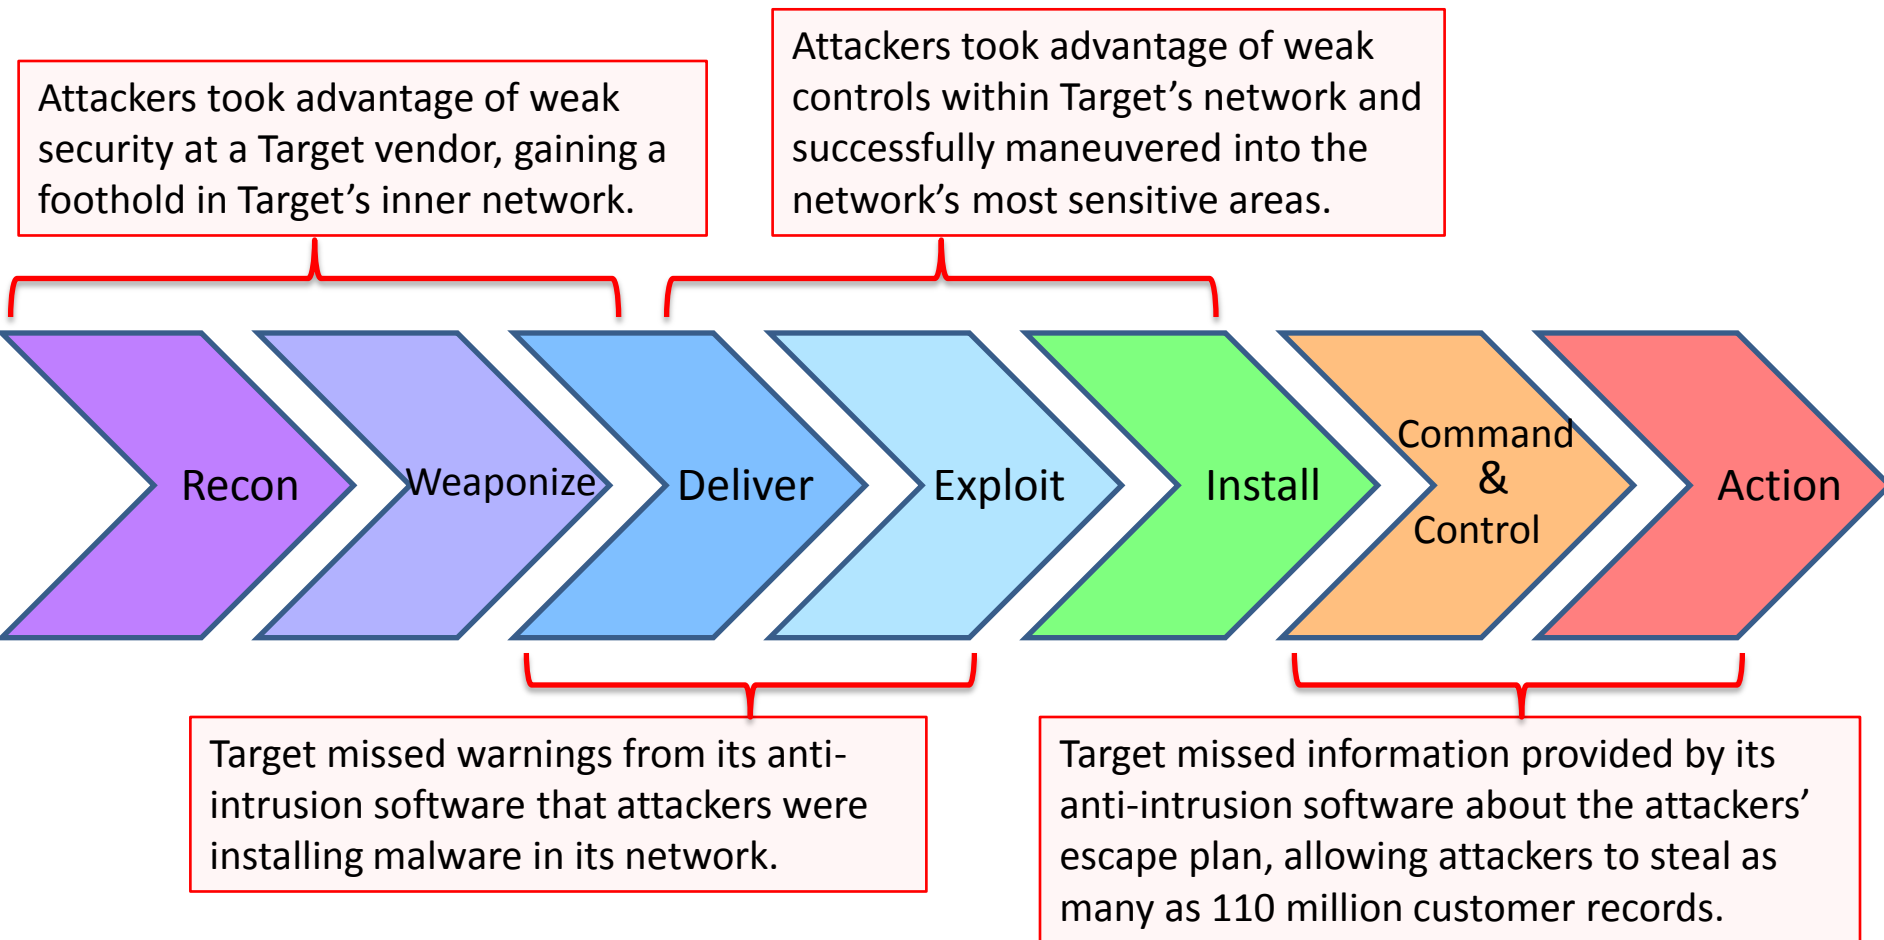 Attackers took advantage of weak
security at a Target vendor, gaining a
foothold in Target’s inner network.
Attackers took advantage of weak
controls within Target’s network and
successfully maneuvered into the
network’s most sensitive areas.
Recon
Weaponize
Deliver
Exploit
Install
Command
&
Control
Action
Target missed warnings from its anti-
intrusion software that attackers were
installing malware in its network.
Target missed information provided by its
anti-intrusion software about the attackers’
escape plan, allowing attackers to steal as
many as 110 million customer records.